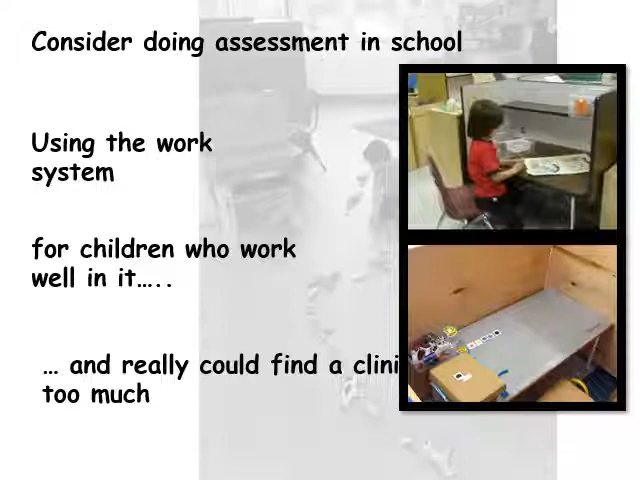 Consider doing assessment in school
Using the work
system
for children who work
well in it…..
… and really could find a clini
too much